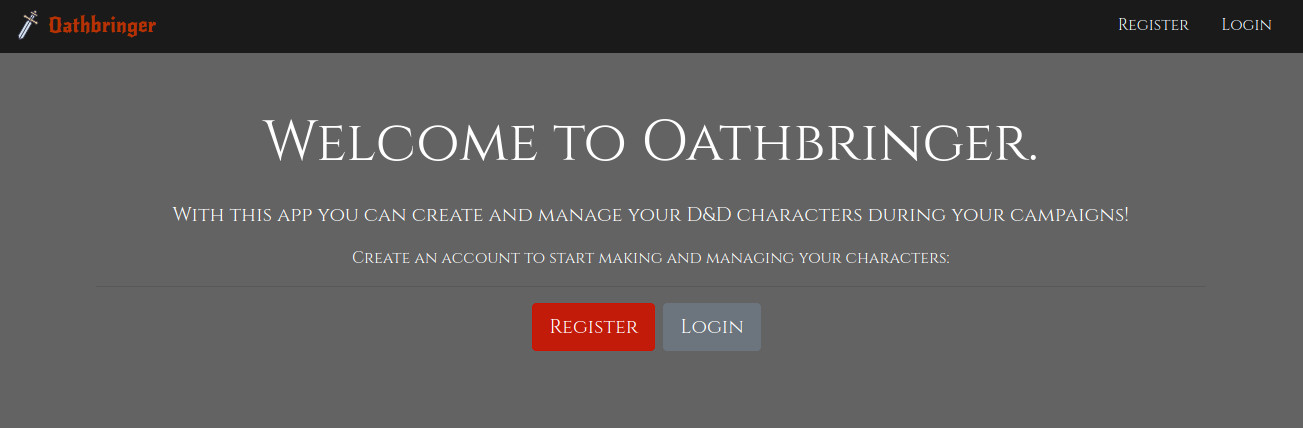 Oathbringer
Register Login
Welcome to Oathbringer.
With this app you can create and manage your D&D characters during your campaigns!
Create an account to start making and managing your characters:
Register Login